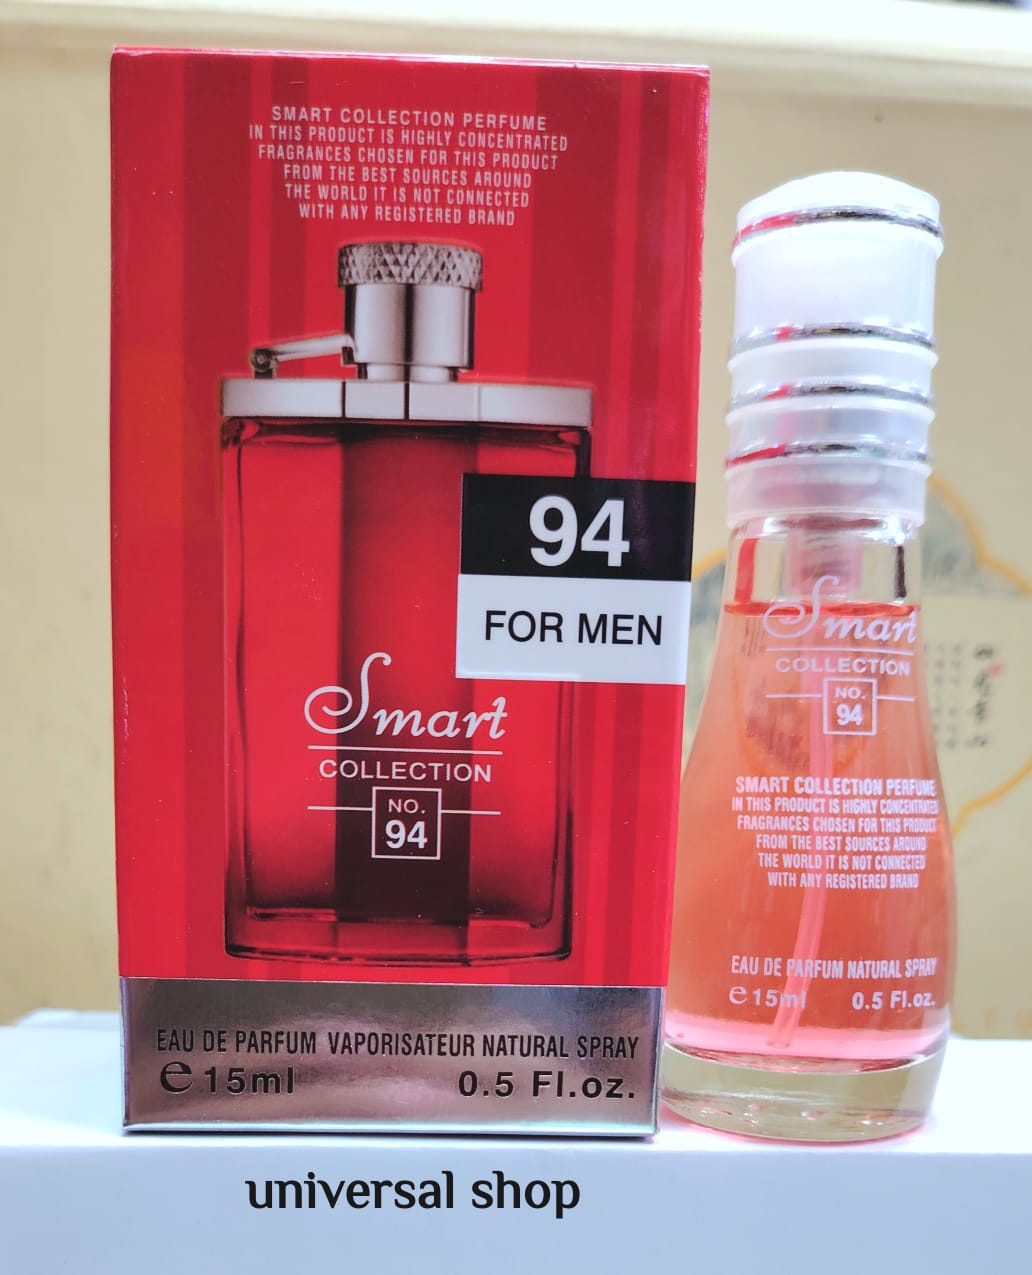 SMART COLLECTION PERFUME
IN THIS PRODUCT IS HIGHLY CONCENTRATED
FRAGRANCES CHOSEN FOR THIS PRODUCT
FROM THE BEST SOURCES AROUND
THE WORLD IT IS NOT CONNECTED
WITH ANY REGISTERED BRAND
94
FOR MEN
Smart
COLLECTION
NO.
94
EAU DE PARFUM VAPORISATEUR NATURAL SPRAY
e 15ml 0.5 Fl.oz.
Smart
COLLECTION
NO.
94
SMART COLLECTION PERFUME
IN THIS PRODUCT IS HIGHLY CONCENTRATED
FRAGRANCES CHOSEN FOR THIS PRODUCT
FROM THE BEST SOURCES AROUND
THE WORLD IT IS NOT CONNECTED
WITH ANY REGISTERED BRAND
EAU DE PARFUM NATURAL SPRAY
e 15ml 0.5 Fl.oz.
universal shop